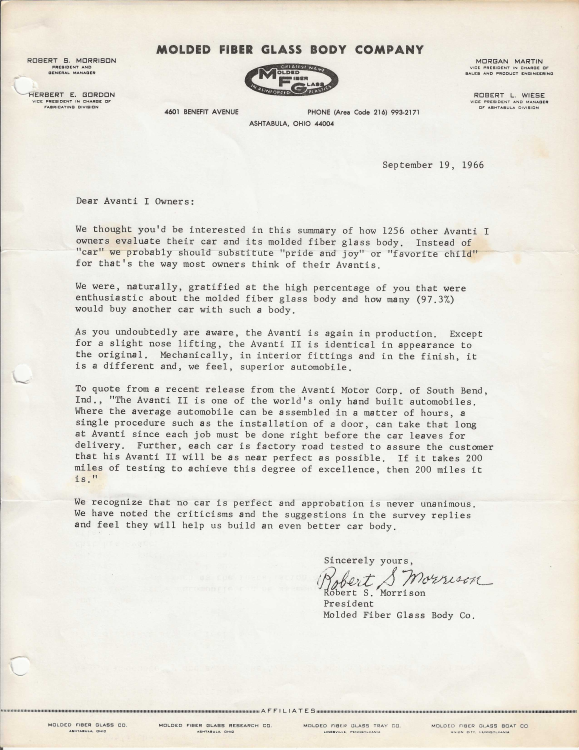 MOLDED FIBER GLASS BODY COMPANY
ROBERT S. MORRISON
PRESIDENT AND
GENERAL MANAGER
HERBERT E. GORDON
VICE PRESIDENT IN CHARGE OF
FABRICATING DIVISION
MORGAN MARTIN
VICE PRESIDENT IN CHARGE OF
SALES AND PRODUCT ENGINEERING
ROBERT L. WIESE
VICE PRESIDENT AND MANAGER
OF ASHTABULA DIVISION
GREATEST NAME
MOLDED
FIBER
GLASS
IN REINFORCED PLASTICS
4601 BENEFIT AVENUE PHONE (Area Code 216) 993-2171
ASHTABULA, OHIO 44004
September 19, 1966
Dear Avanti I Owners:
We thought you'd be interested in this summary of how 1256 other Avanti I
owners evaluate their car and its molded fiber glass body. Instead of
"car" we probably should substitute "pride and joy" or "favorite child"
for that's the way most owners think of their Avantis.
We were, naturally, gratified at the high percentage of you that were
enthusiastic about the molded fiber glass body and how many (97.3%)
would buy another car with such a body.
As you undoubtedly are aware, the Avanti is again in production. Except
for a slight nose lifting, the Avanti II is identical in appearance to
the original. Mechanically, in interior fittings and in the finish, it
is a different and, we feel, superior automobile.
To quote from a recent release from the Avanti Motor Corp. of South Bend,
Ind., "The Avanti II is one of the world's only hand built automobiles.
Where the average automobile can be assembled in a matter of hours, a
single procedure such as the installation of a door, can take that long
at Avanti since each job must be done right before the car leaves for
delivery. Further, each car is factory road tested to assure the customer
that his Avanti II will be as near perfect as possible. If it takes 200
miles of testing to achieve this degree of excellence, then 200 miles it
is."
We recognize that no car is perfect and approbation is never unanimous.
We have noted the criticisms and the suggestions in the survey replies
and feel they will help us build an even better car body.
Sincerely yours,
Robert S Morrison
Robert S. Morrison
President
Molded Fiber Glass Body Co.
AFFILIATES
MOLDED FIBER GLASS CO.
ASHTABULA, OHIO
MOLDED FIBER GLASS RESEARCH CO.
ASHTABULA, OHIO
MOLDED FIBER GLASS TRAY CO.
LINESVILLE, PENNSYLVANIA
MOLDED FIBER GLASS BOAT CO.
UNION CITY, PENNSYLVANIA